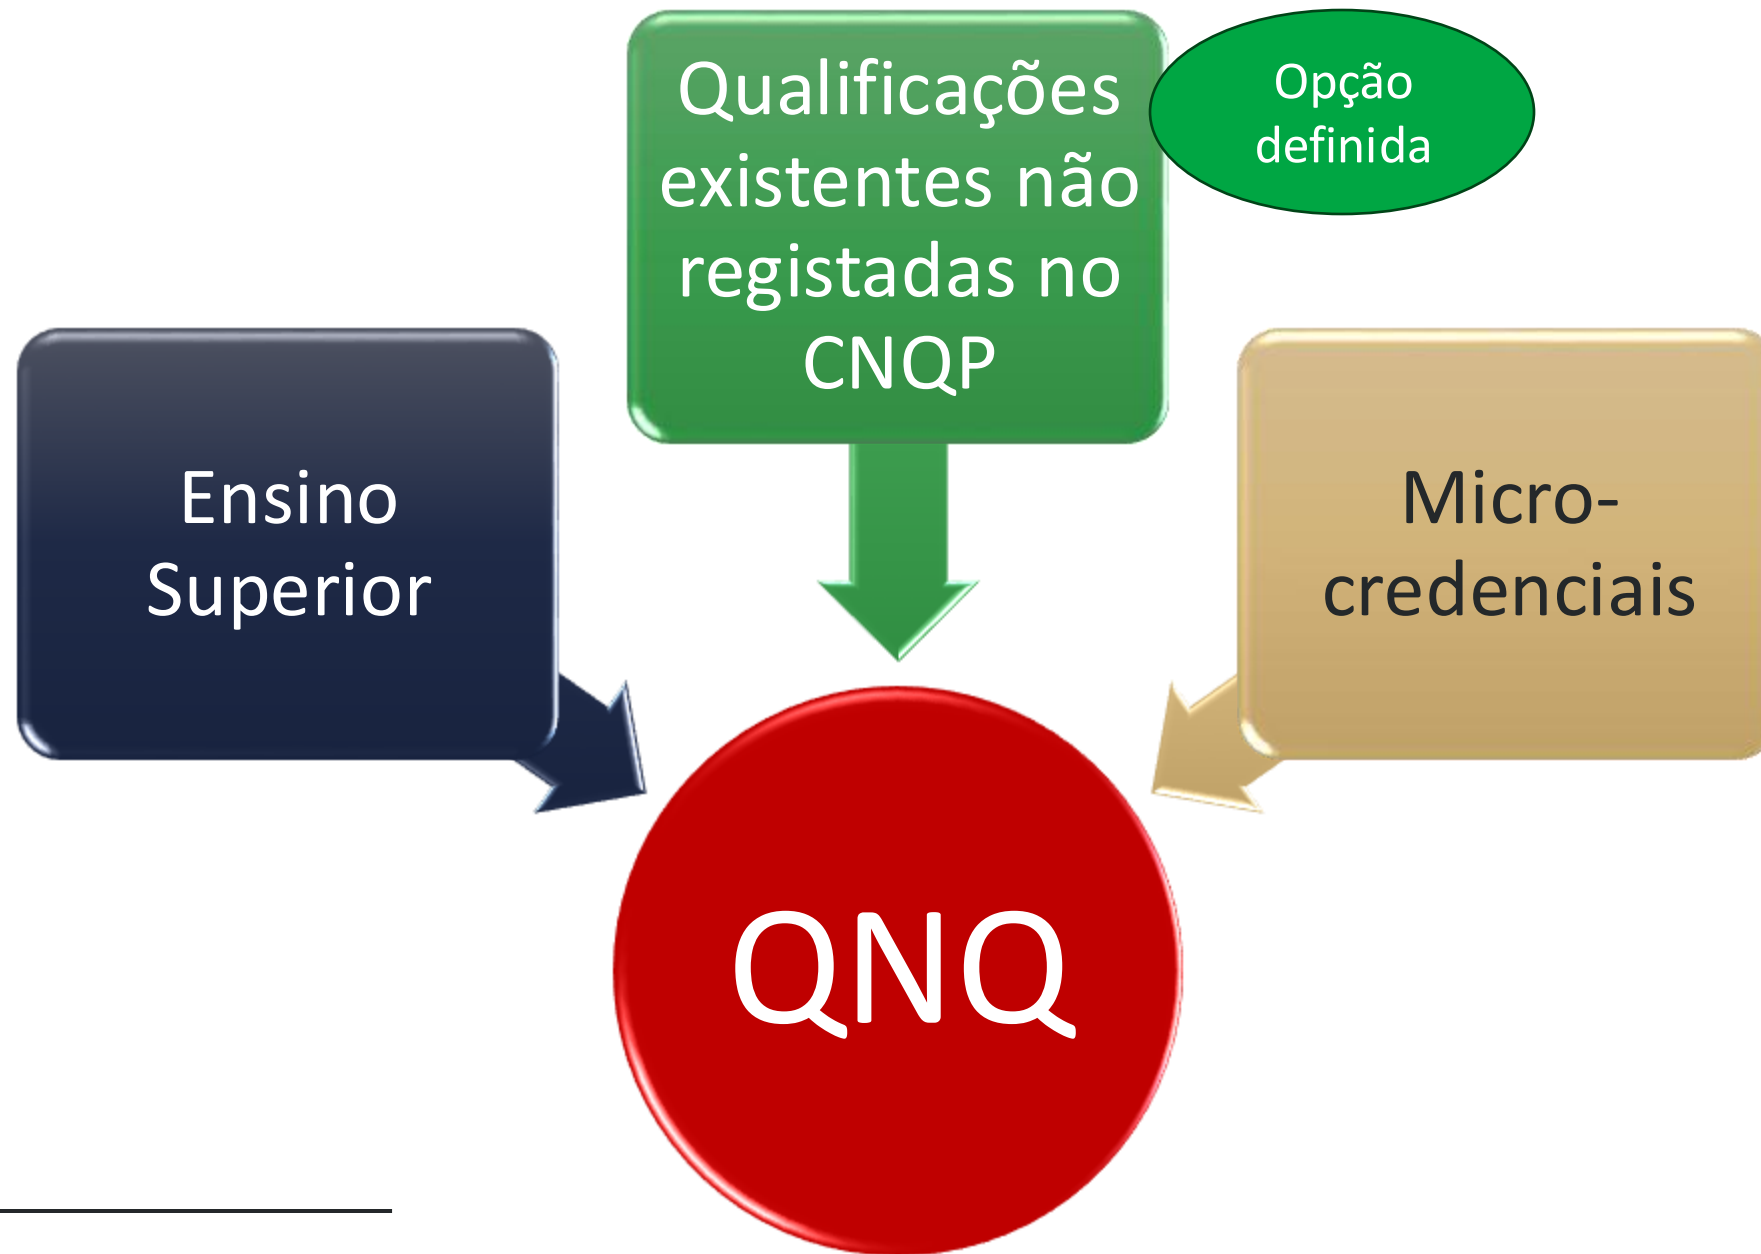 Qualificações
existentes não
registadas no
CNQP
Opção
definida
Ensino
Superior
Micro-
credenciais
QNQ